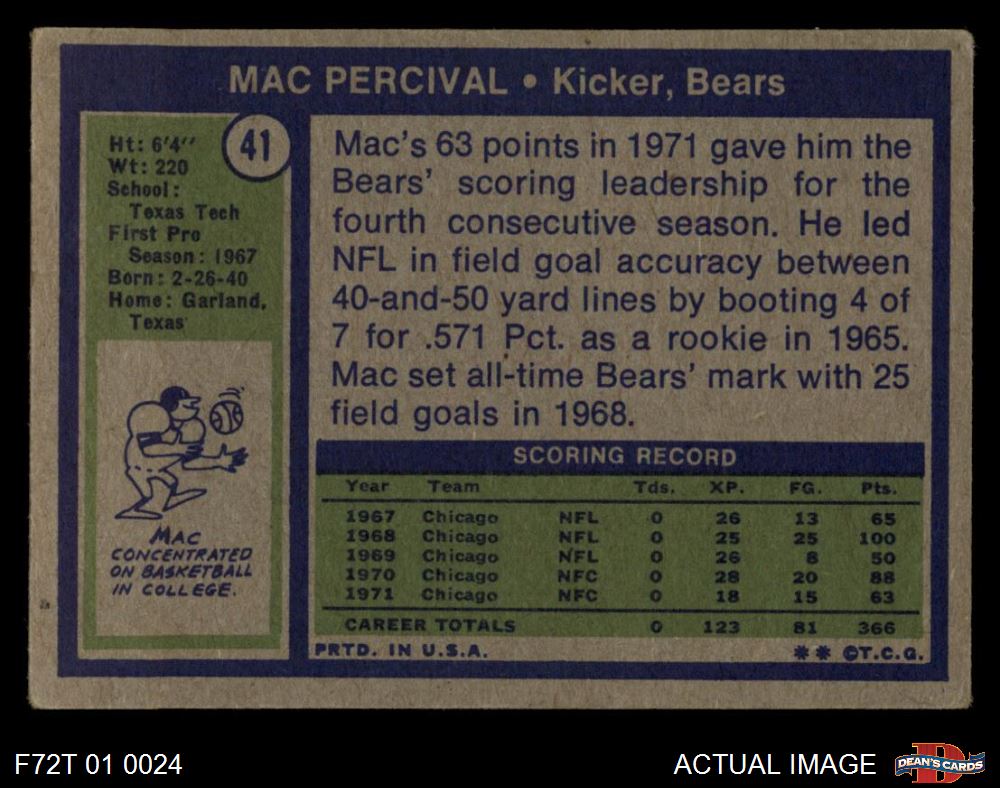 MAC PERCIVAL • Kicker, Bears
41
Ht: 6'4''
Wt: 220
School:
Texas Tech
First Pro
Season: 1967
Born: 2-26-40
Home: Garland,
Texas
MAC
CONCENTRATED
ON BASKETBALL
IN COLLEGE.
Mac's 63 points in 1971 gave him the
Bears' scoring leadership for the
fourth consecutive season. He led
NFL in field goal accuracy between
40-and-50 yard lines by booting 4 of
7 for .571 Pct. as a rookie in 1965.
Mac set all-time Bears' mark with 25
field goals in 1968.
SCORING RECORD
Year Team Tds. XP. FG. Pts.
1967 Chicago NFL 0 26 13 65
1968 Chicago NFL 0 25 25 100
1969 Chicago NFL 0 26 8 50
1970 Chicago NFC 0 28 20 88
1971 Chicago NFC 0 18 15 63
CAREER TOTALS 0 123 81 366
PRTD. IN U.S.A. ** ©T.C.G.
F72T 01 0024
ACTUAL IMAGE
DEAN'S CARDS